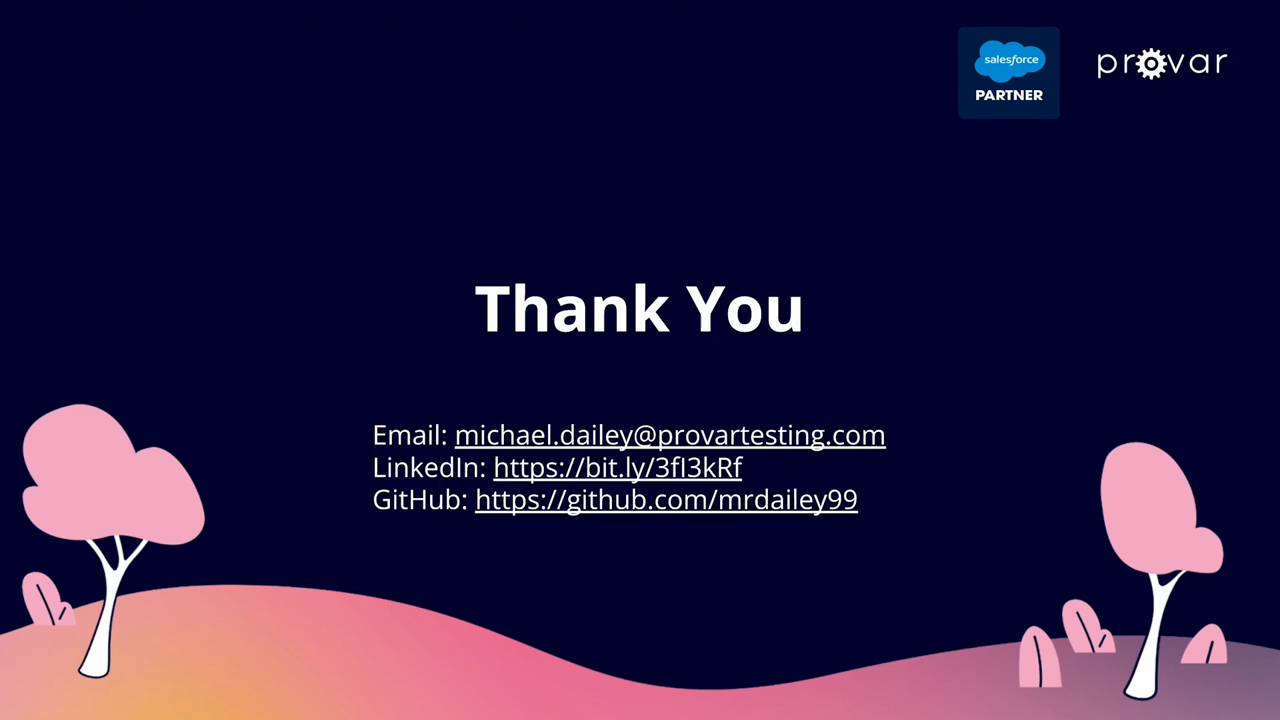 salesforce
PARTNER
provar
Thank You
Email: michael.dailey@provartesting.com
LinkedIn: https://bit.ly/3fI3kRf
GitHub: https://github.com/mrdailey99